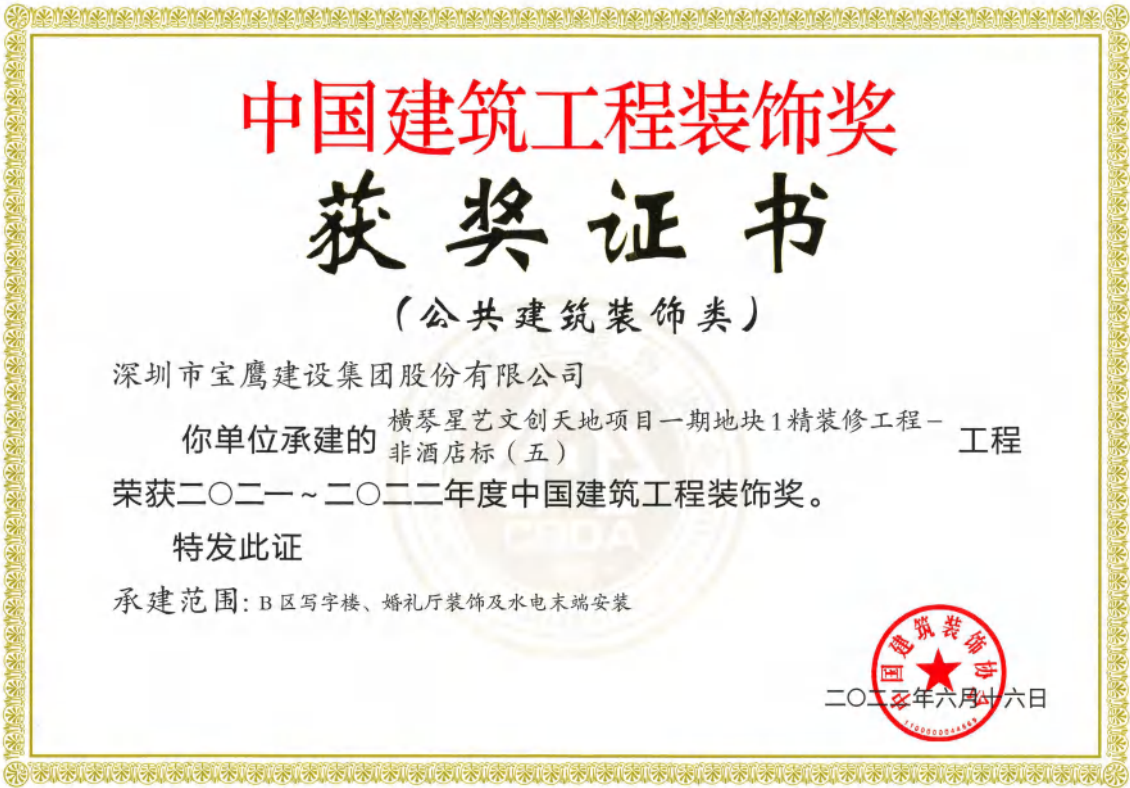 中国建筑工程装饰奖
获奖证书
（公共建筑装饰类）
深圳市宝鹰建设集团股份有限公司
你单位承建的 横琴星艺文创天地项目一期地块1精装修工程－
非酒店标（五） 工程
荣获二〇二一～二〇二二年度中国建筑工程装饰奖。
特发此证
承建范围：B 区写字楼、婚礼厅装饰及水电末端安装
中国建筑装饰协会
二〇二三年六月十六日
CBDA